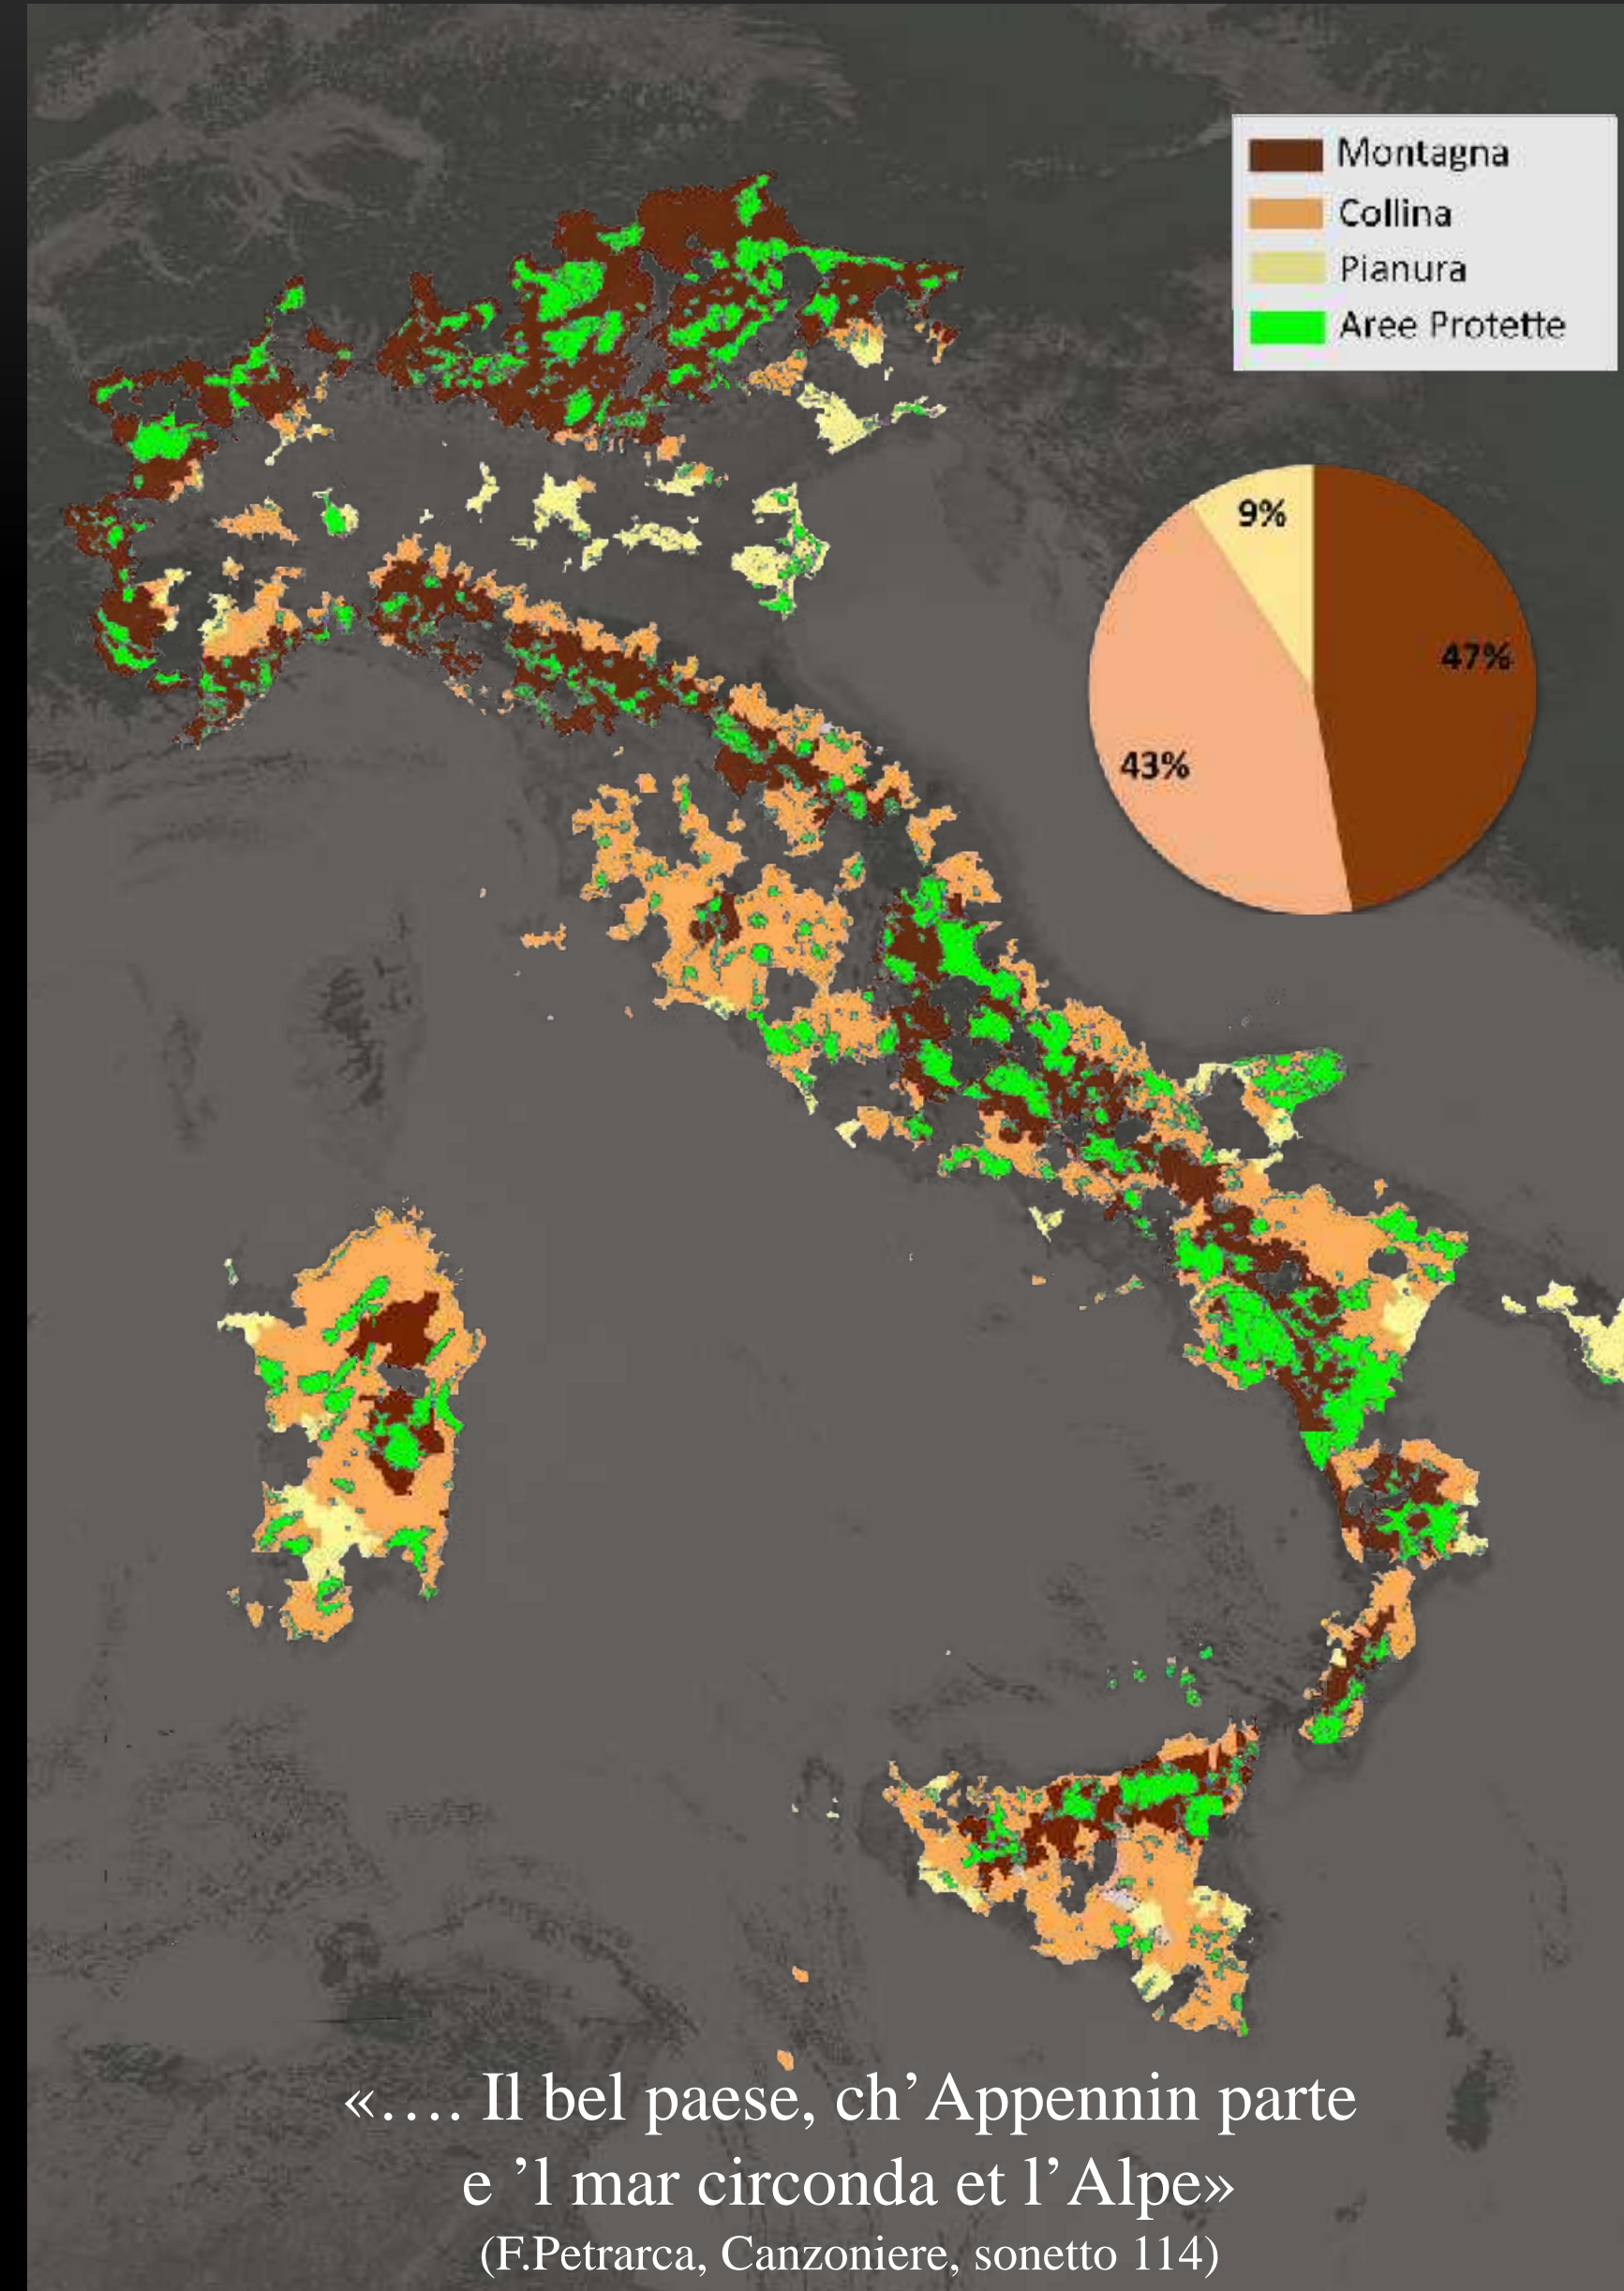 Montagna
Collina
Pianura
Aree Protette
9%
47%
43%
«…. Il bel paese, ch’Appennin parte
e ’l mar circonda et l’Alpe»
(F.Petrarca, Canzoniere, sonetto 114)